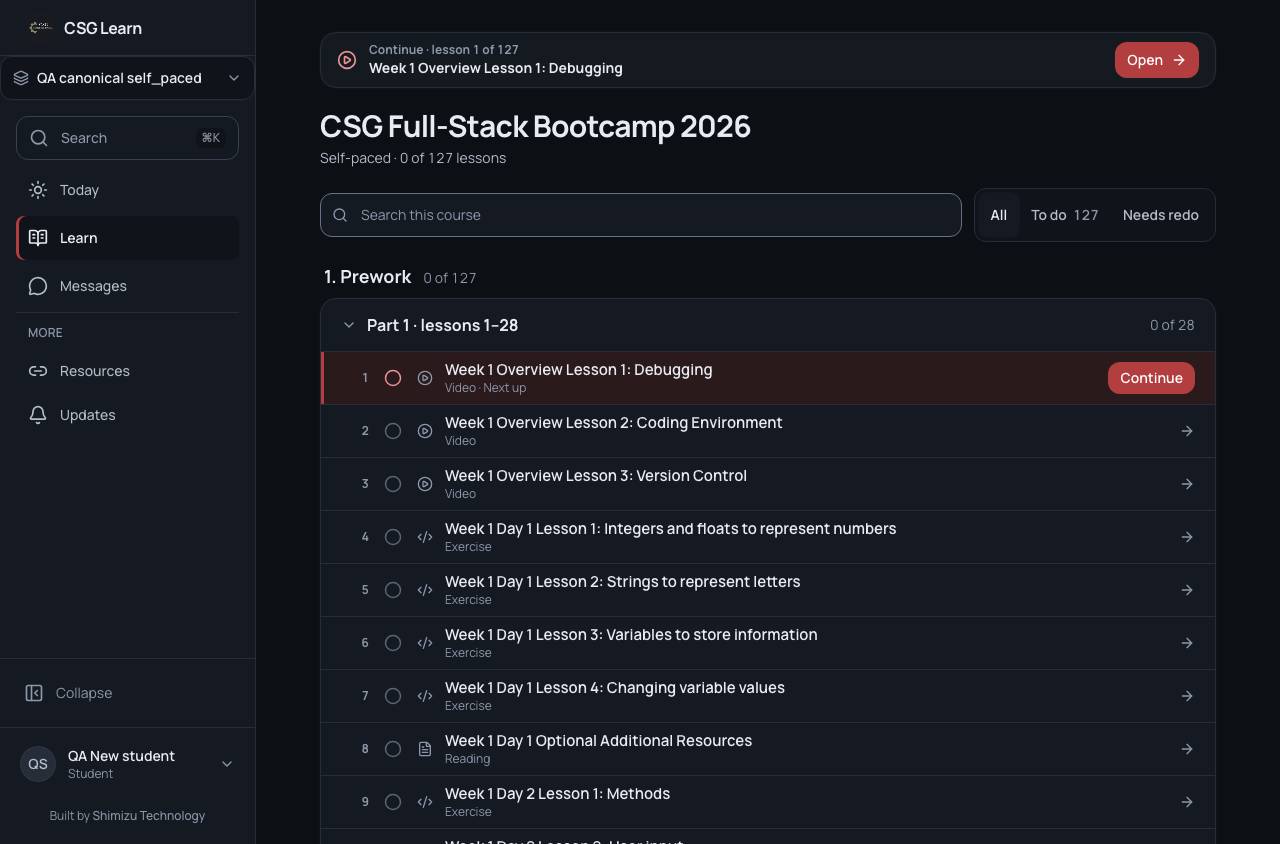 CSG Learn
QA canonical self_paced
Search ⌘K
Today
Learn
Messages
MORE
Resources
Updates
Collapse
QS
QA New student
Student
Built by Shimizu Technology
Continue · lesson 1 of 127
Week 1 Overview Lesson 1: Debugging
Open
CSG Full-Stack Bootcamp 2026
Self-paced · 0 of 127 lessons
Search this course
All To do 127 Needs redo
1. Prework 0 of 127
Part 1 · lessons 1–28 0 of 28
1 Week 1 Overview Lesson 1: Debugging
Video · Next up
Continue
2 Week 1 Overview Lesson 2: Coding Environment
Video
3 Week 1 Overview Lesson 3: Version Control
Video
4 Week 1 Day 1 Lesson 1: Integers and floats to represent numbers
Exercise
5 Week 1 Day 1 Lesson 2: Strings to represent letters
Exercise
6 Week 1 Day 1 Lesson 3: Variables to store information
Exercise
7 Week 1 Day 1 Lesson 4: Changing variable values
Exercise
8 Week 1 Day 1 Optional Additional Resources
Reading
9 Week 1 Day 2 Lesson 1: Methods
Exercise
Week 1 Day 2 Lesson 2: User input